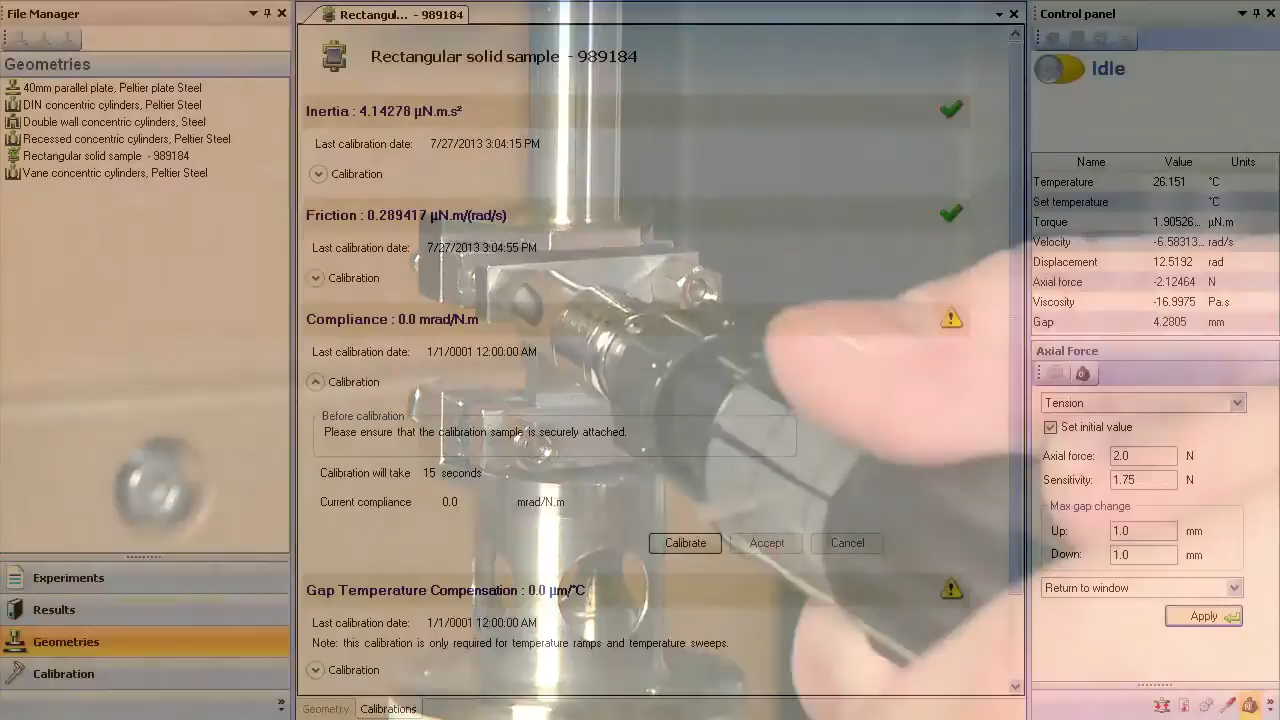 File Manager
Geometries
40mm parallel plate, Peltier plate Steel
DIN concentric cylinders, Peltier Steel
Double wall concentric cylinders, Steel
Recessed concentric cylinders, Peltier Steel
Rectangular solid sample - 989184
Vane concentric cylinders, Peltier Steel
Experiments
Results
Geometries
Calibration
Rectangul... - 989184
Rectangular solid sample - 989184
Inertia : 4.14278 µN.m.s²
Last calibration date: 7/27/2013 3:04:15 PM
Calibration
Friction : 0.289417 µN.m/(rad/s)
Last calibration date: 7/27/2013 3:04:55 PM
Calibration
Compliance : 0.0 mrad/N.m
Last calibration date: 1/1/0001 12:00:00 AM
Calibration
Before calibration
Please ensure that the calibration sample is securely attached.
Calibration will take 15 seconds
Current compliance 0.0 mrad/N.m
Calibrate Accept Cancel
Gap Temperature Compensation : 0.0 µm/°C
Last calibration date: 1/1/0001 12:00:00 AM
Note: this calibration is only required for temperature ramps and temperature sweeps.
Calibration
Geometry Calibrations
Control panel
Idle
Name Value Units
Temperature 26.151 °C
Set temperature °C
Torque 1.90526... µN.m
Velocity -6.58313... rad/s
Displacement 12.5192 rad
Axial force -2.12464 N
Viscosity -16.9975 Pa.s
Gap 4.2805 mm
Axial Force
Tension
Set initial value
Axial force: 2.0 N
Sensitivity: 1.75 N
Max gap change
Up: 1.0 mm
Down: 1.0 mm
Return to window
Apply